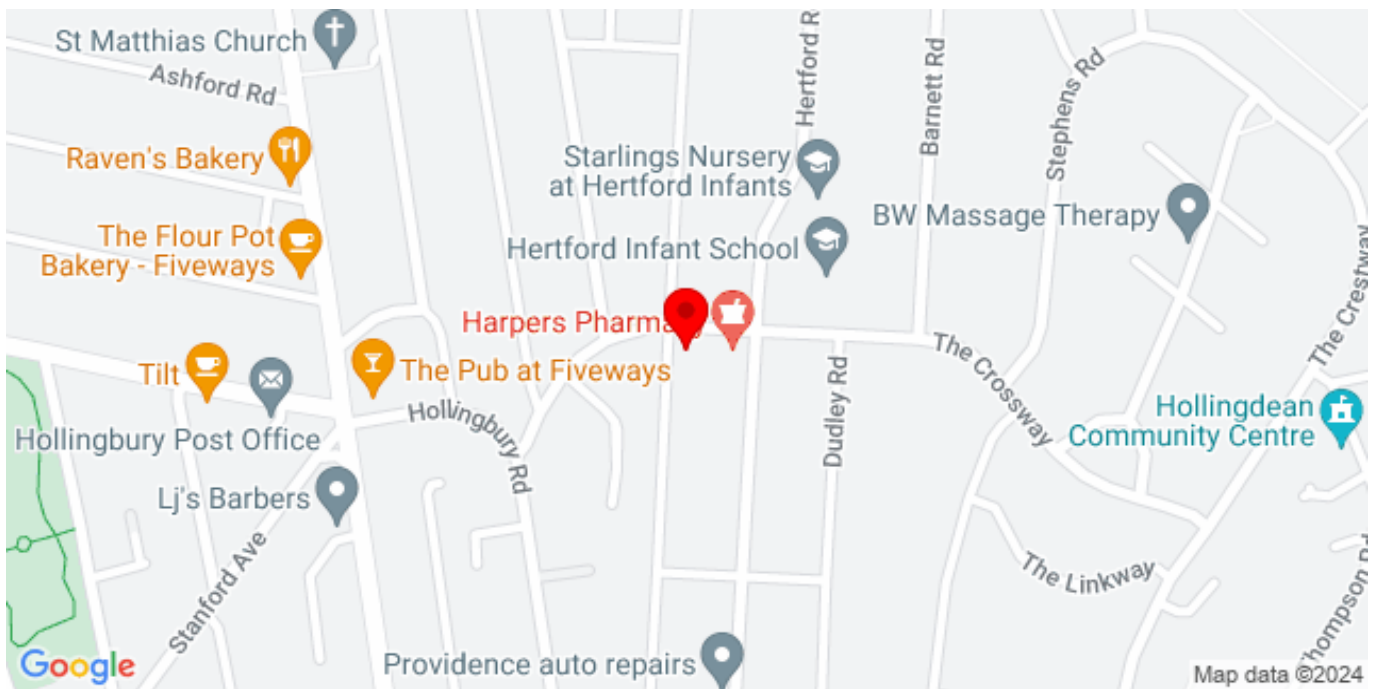 St Matthias Church
Ashford Rd
Raven's Bakery
The Flour Pot
Bakery - Fiveways
Tilt
Hollingbury Post Office
Lj's Barbers
Stanford Ave
The Pub at Fiveways
Hollingbury Rd
Harpers Pharmacy
Starlings Nursery
at Hertford Infants
Hertford Infant School
Hertford R
Barnett Rd
Stephens Rd
BW Massage Therapy
The Crestway
The Crossway
Dudley Rd
Hollingdean
Community Centre
The Linkway
Thompson Rd
Providence auto repairs
Google
Map data ©2024